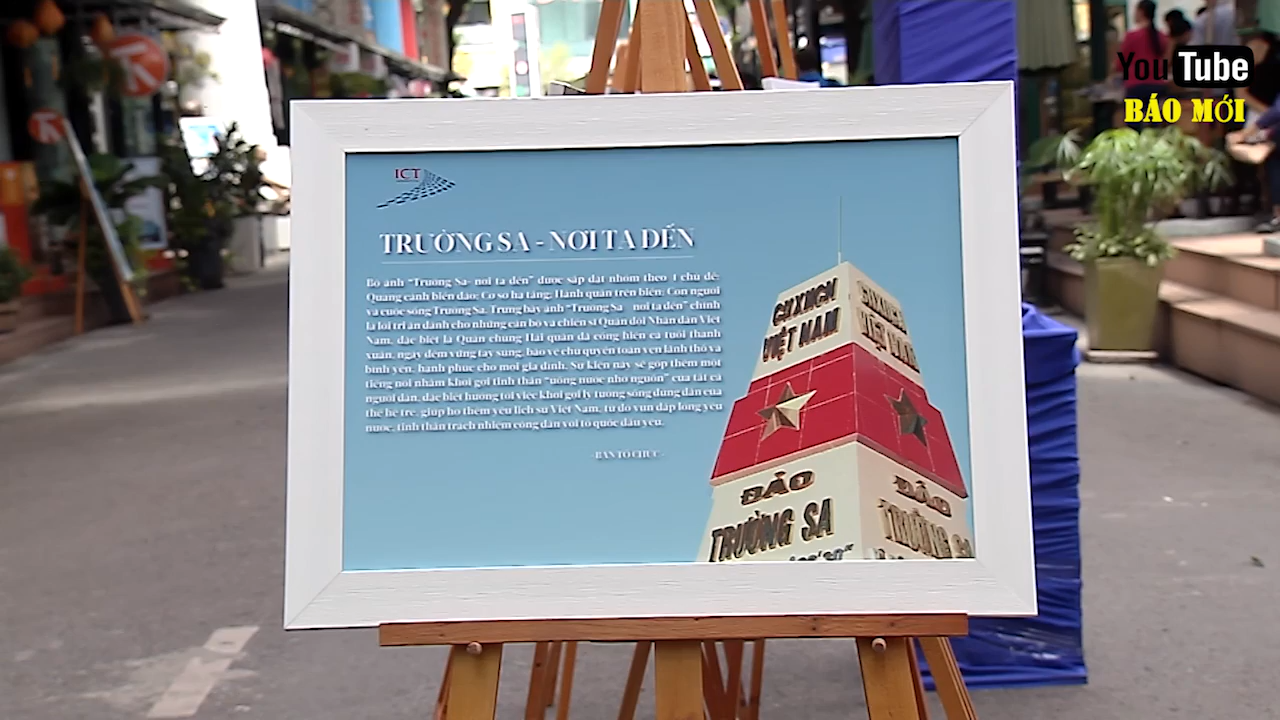 YouTube
BÁO MỚI
ICT
TRƯỜNG SA - NƠI TA ĐẾN
Bộ ảnh “Trường Sa- nơi ta đến” được sắp đặt nhóm theo 4 chủ đề:
Quang cảnh biển đảo; Cơ sở hạ tầng; Hành quân trên biển; Con người
và cuộc sống Trường Sa. Trưng bày ảnh “Trường Sa - nơi ta đến” chính
là lời tri ân dành cho những cán bộ và chiến sĩ Quân đội Nhân dân Việt
Nam, đặc biệt là Quân chủng Hải quân đã cống hiến cả tuổi thanh
xuân, ngày đêm vững tay súng, bảo vệ chủ quyền toàn vẹn lãnh thổ và
bình yên, hạnh phúc cho mọi gia đình. Sự kiện này sẽ góp thêm một
tiếng nói nhằm khơi gợi tinh thần “uống nước nhớ nguồn” của tất cả
người dân, đặc biệt hướng tới việc khơi gợi lý tưởng sống đúng đắn của
thế hệ trẻ, giúp họ thêm yêu lịch sử Việt Nam, từ đó vun đắp lòng yêu
nước, tinh thần trách nhiệm công dân với tổ quốc dấu yêu.
- BAN TỔ CHỨC -
CHXHCN
VIỆT NAM
CHXHCN
VIỆT NAM
ĐẢO
TRƯỜNG SA
ĐẢO
TRƯỜNG SA